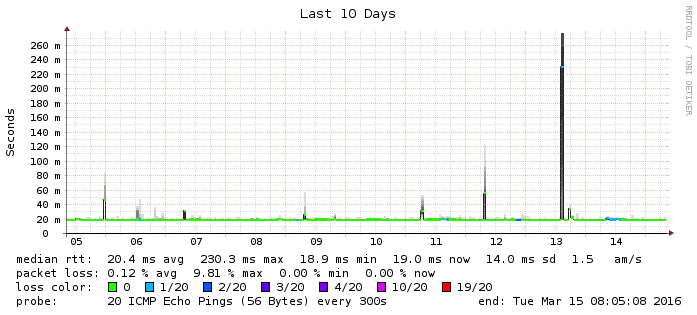 Last 10 Days
RRDTOOL / TOBI OETIKER
Seconds
260 m
240 m
220 m
200 m
180 m
160 m
140 m
120 m
100 m
80 m
60 m
40 m
20 m
0
05 06 07 08 09 10 11 12 13 14
median rtt: 20.4 ms avg 230.3 ms max 18.9 ms min 19.0 ms now 14.0 ms sd 1.5 am/s
packet loss: 0.12 % avg 9.81 % max 0.00 % min 0.00 % now
loss color: 0 1/20 2/20 3/20 4/20 10/20 19/20
probe: 20 ICMP Echo Pings (56 Bytes) every 300s end: Tue Mar 15 08:05:08 2016